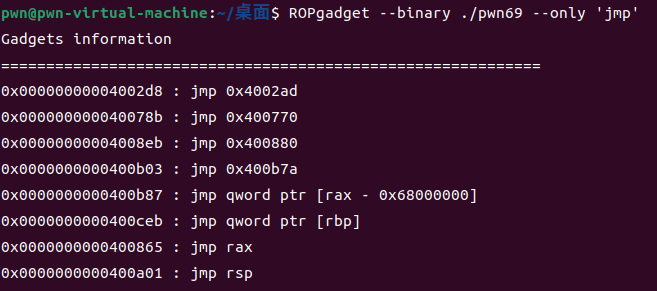 pwn@pwn-virtual-machine:~/桌面$ ROPgadget --binary ./pwn69 --only 'jmp'
Gadgets information
============================================================
0x00000000004002d8 : jmp 0x4002ad
0x000000000040078b : jmp 0x400770
0x00000000004008eb : jmp 0x400880
0x0000000000400b03 : jmp 0x400b7a
0x0000000000400b87 : jmp qword ptr [rax - 0x68000000]
0x0000000000400ceb : jmp qword ptr [rbp]
0x0000000000400865 : jmp rax
0x0000000000400a01 : jmp rsp